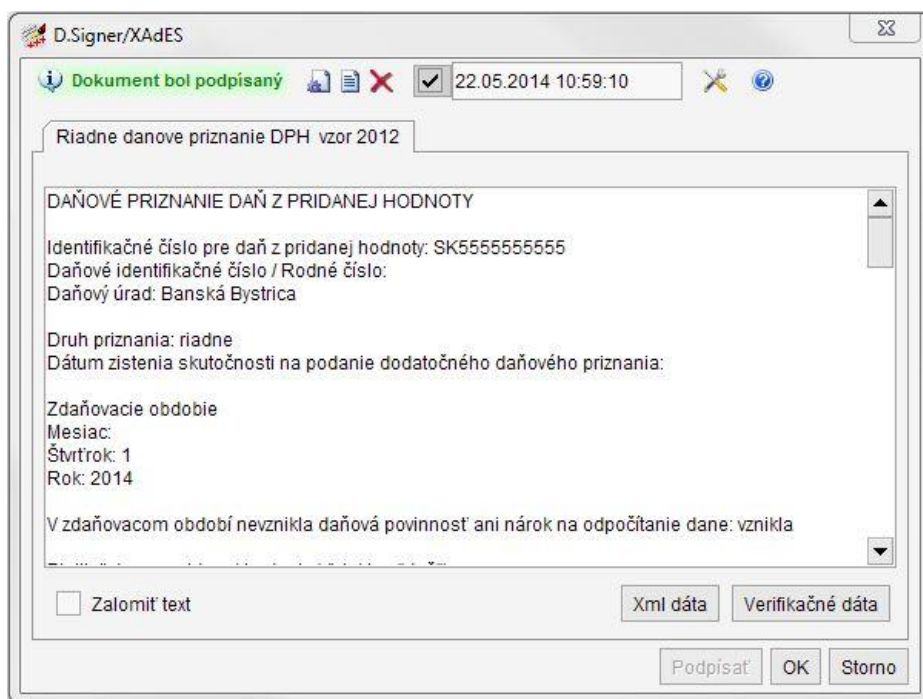 D.Signer/XAdES
Dokument bol podpísaný 22.05.2014 10:59:10
Riadne danove priznanie DPH vzor 2012
DAŇOVÉ PRIZNANIE DAŇ Z PRIDANEJ HODNOTY
Identifikačné číslo pre daň z pridanej hodnoty: SK5555555555
Daňové identifikačné číslo / Rodné číslo:
Daňový úrad: Banská Bystrica
Druh priznania: riadne
Dátum zistenia skutočnosti na podanie dodatočného daňového priznania:
Zdaňovacie obdobie
Mesiac:
Štvrťrok: 1
Rok: 2014
V zdaňovacom období nevznikla daňová povinnosť ani nárok na odpočítanie dane: vznikla
Zalomiť text Xml dáta Verifikačné dáta
Podpísať OK Storno